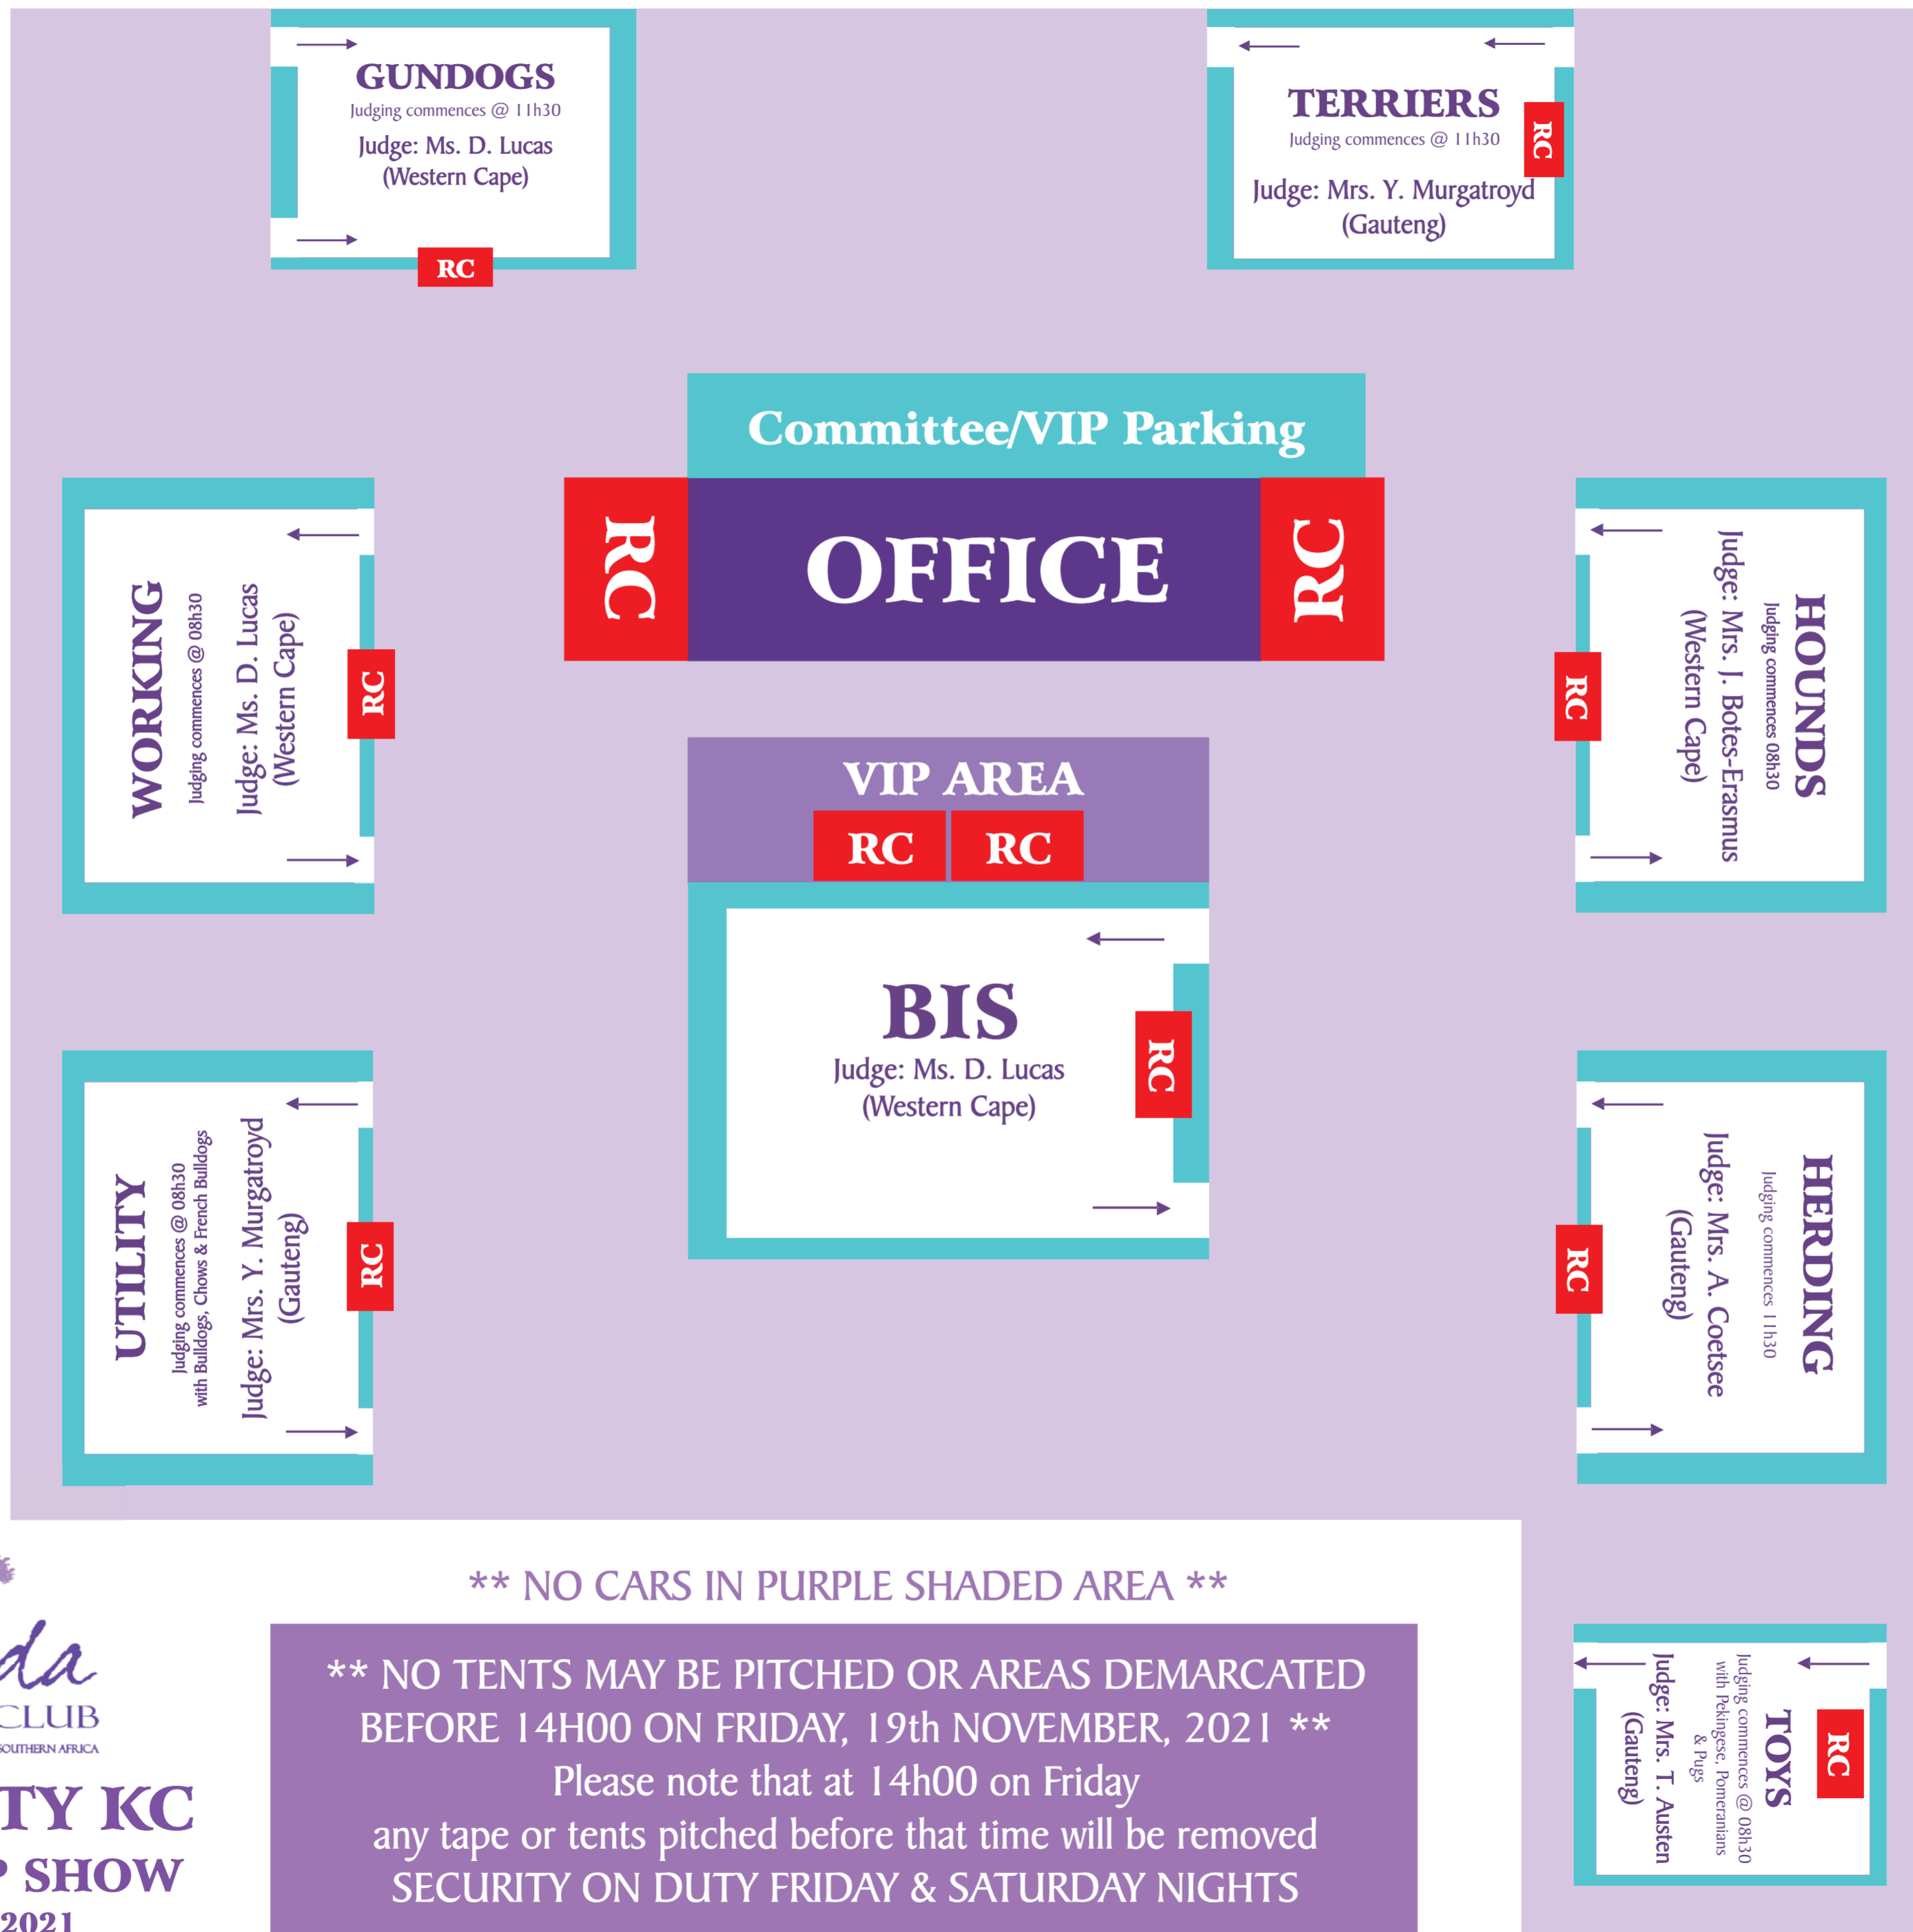 GUNDOGS
Judging commences @ 11h30
Judge: Ms. D. Lucas
(Western Cape)
RC
TERRIERS
Judging commences @ 11h30
Judge: Mrs. Y. Murgatroyd
(Gauteng)
RC
Committee/VIP Parking
RC
OFFICE
RC
WORKING
Judging commences @ 08h30
Judge: Ms. D. Lucas
(Western Cape)
RC
HOUNDS
Judging commences 08h30
Judge: Mrs. J. Botes-Erasmus
(Western Cape)
RC
VIP AREA
RC RC
BIS
Judge: Ms. D. Lucas
(Western Cape)
RC
UTILITY
Judging commences @ 08h30
with Bulldogs, Chows & French Bulldogs
Judge: Mrs. Y. Murgatroyd
(Gauteng)
RC
HERDING
Judging commences 11h30
Judge: Mrs. A. Coetsee
(Gauteng)
RC
** NO CARS IN PURPLE SHADED AREA **
** NO TENTS MAY BE PITCHED OR AREAS DEMARCATED
BEFORE 14H00 ON FRIDAY, 19th NOVEMBER, 2021 **
Please note that at 14h00 on Friday
any tape or tents pitched before that time will be removed
SECURITY ON DUTY FRIDAY & SATURDAY NIGHTS
da
CLUB
SOUTHERN AFRICA
TY KC
P SHOW
2021
RC
TOYS
Judging commences @ 08h30
with Pekingese, Pomeranians
& Pugs
Judge: Mrs. T. Austen
(Gauteng)